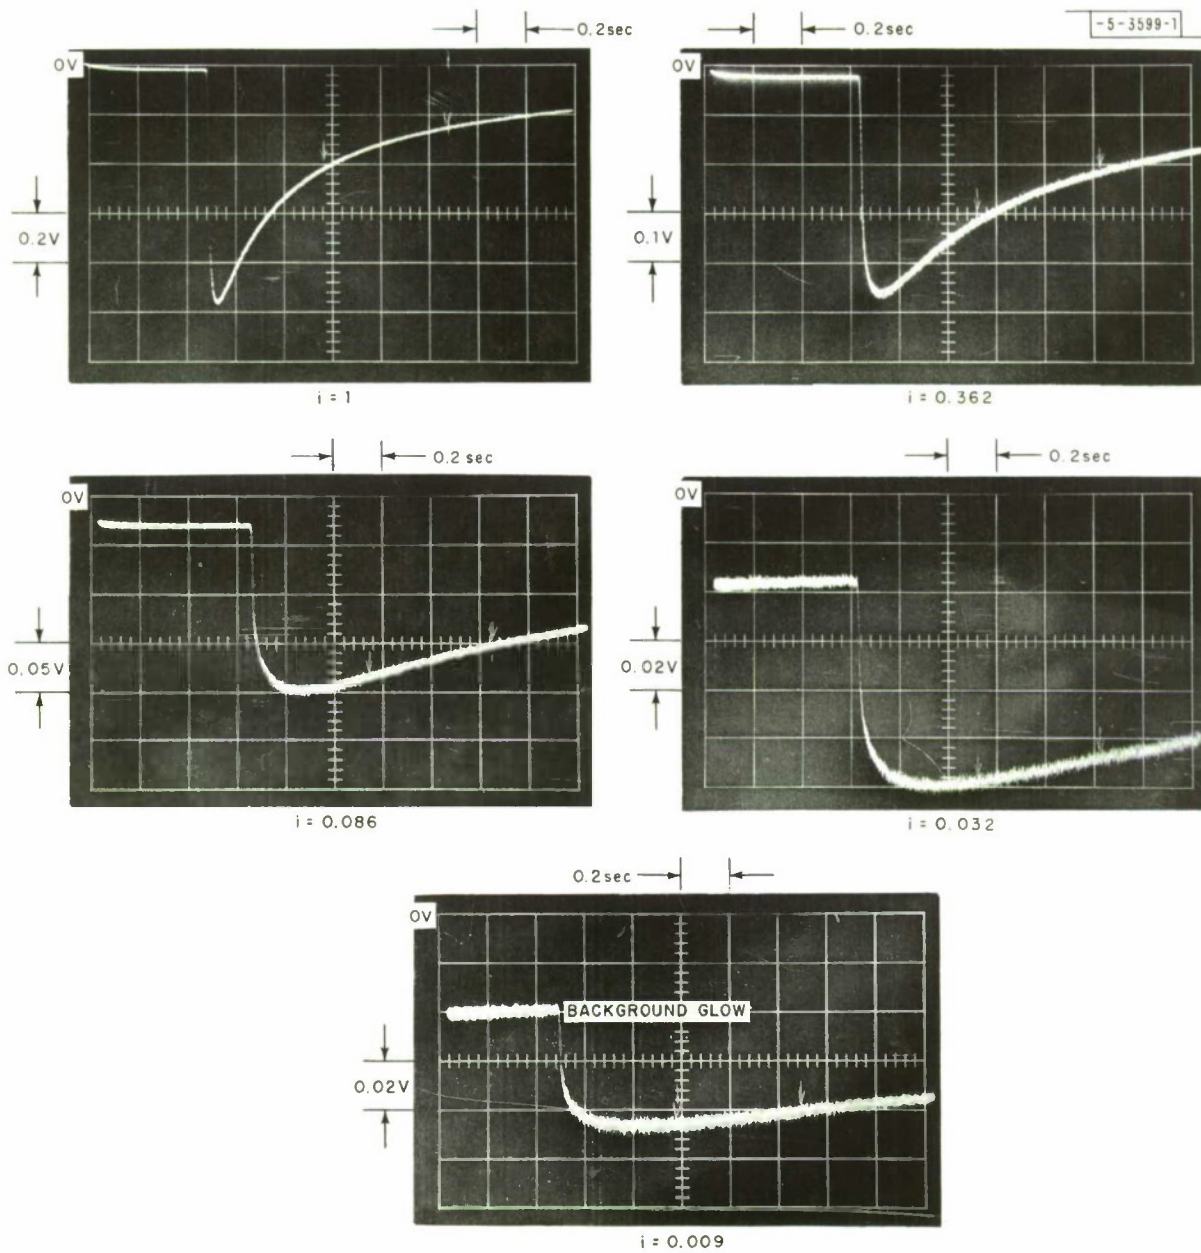 0.2sec
0.2sec
-5-3599-1
0V
0V
0.2V
0.1V
i = 1
i = 0.362
0.2sec
0.2sec
0V
0V
0.05V
0.02V
i = 0.086
i = 0.032
0.2sec
0V
BACKGROUND GLOW
0.02V
i = 0.009